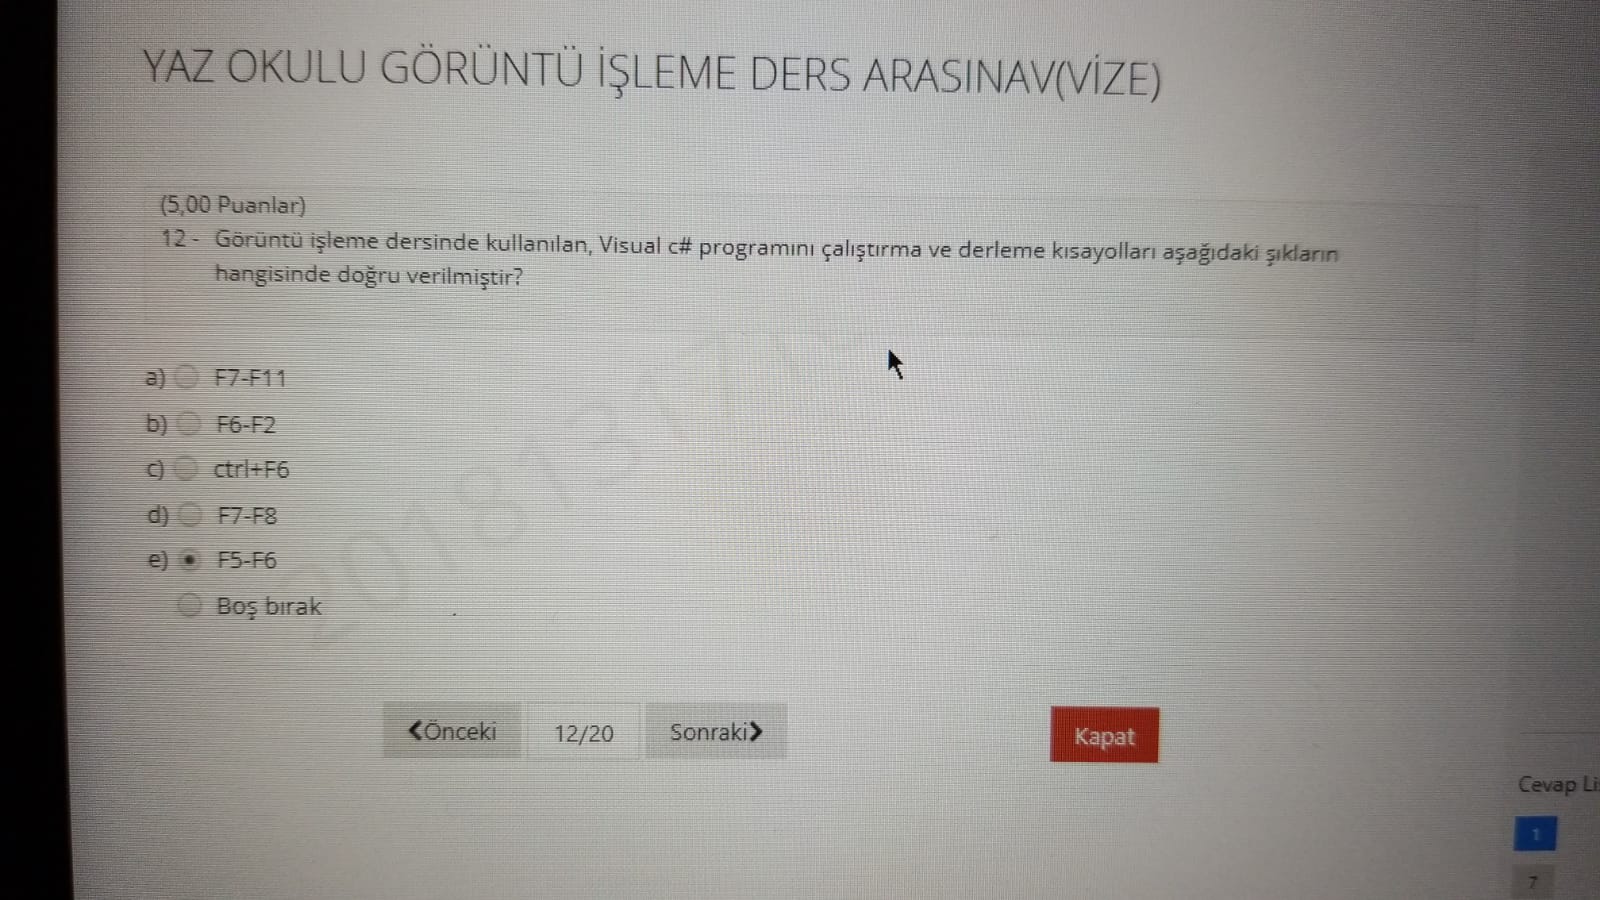 YAZ OKULU GÖRÜNTÜ İŞLEME DERS ARASINAV(VİZE)
(5,00 Puanlar)
12 - Görüntü işleme dersinde kullanılan, Visual c# programını çalıştırma ve derleme kısayolları aşağıdaki şıkların
hangisinde doğru verilmiştir?
a) F7-F11
b) F6-F2
c) ctrl+F6
d) F7-F8
e) F5-F6
Boş bırak
Önceki 12/20 Sonraki Kapat
Cevap Li
1
7